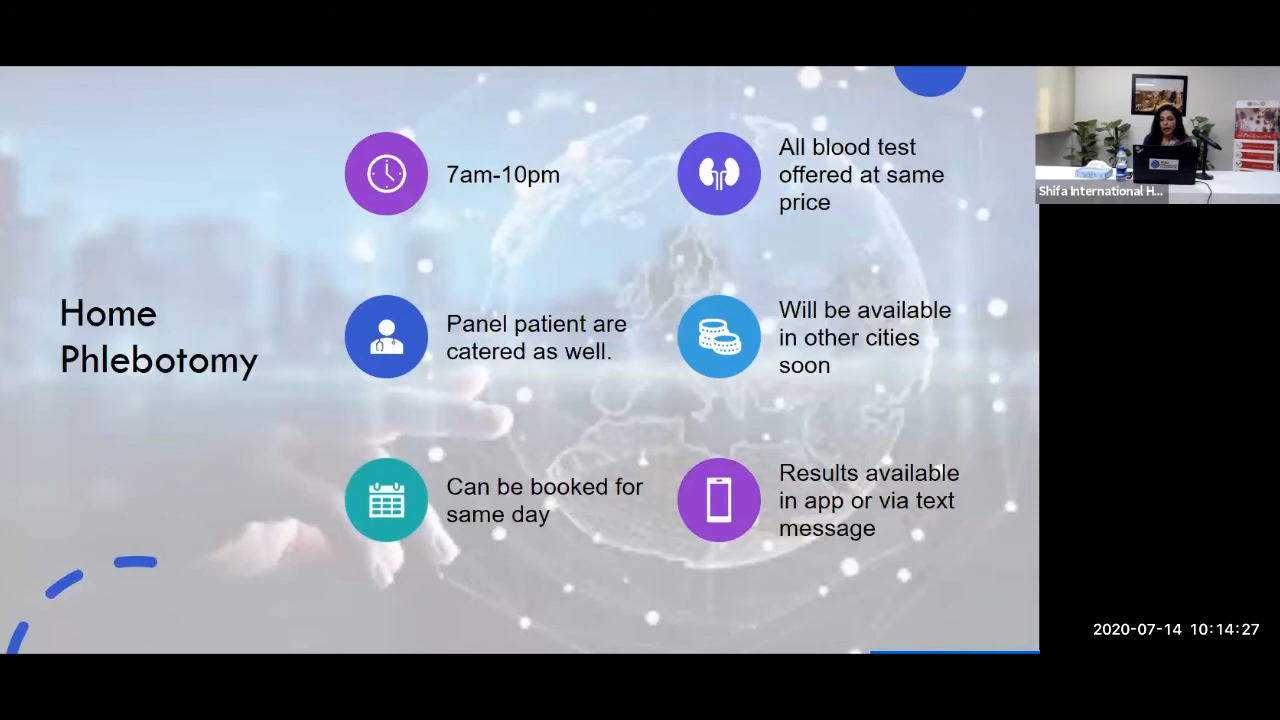 Home
Phlebotomy
7am-10pm
All blood test
offered at same
price
Panel patient are
catered as well.
Will be available
in other cities
soon
Can be booked for
same day
Results available
in app or via text
message
Shifa International H...
2020-07-14 10:14:27